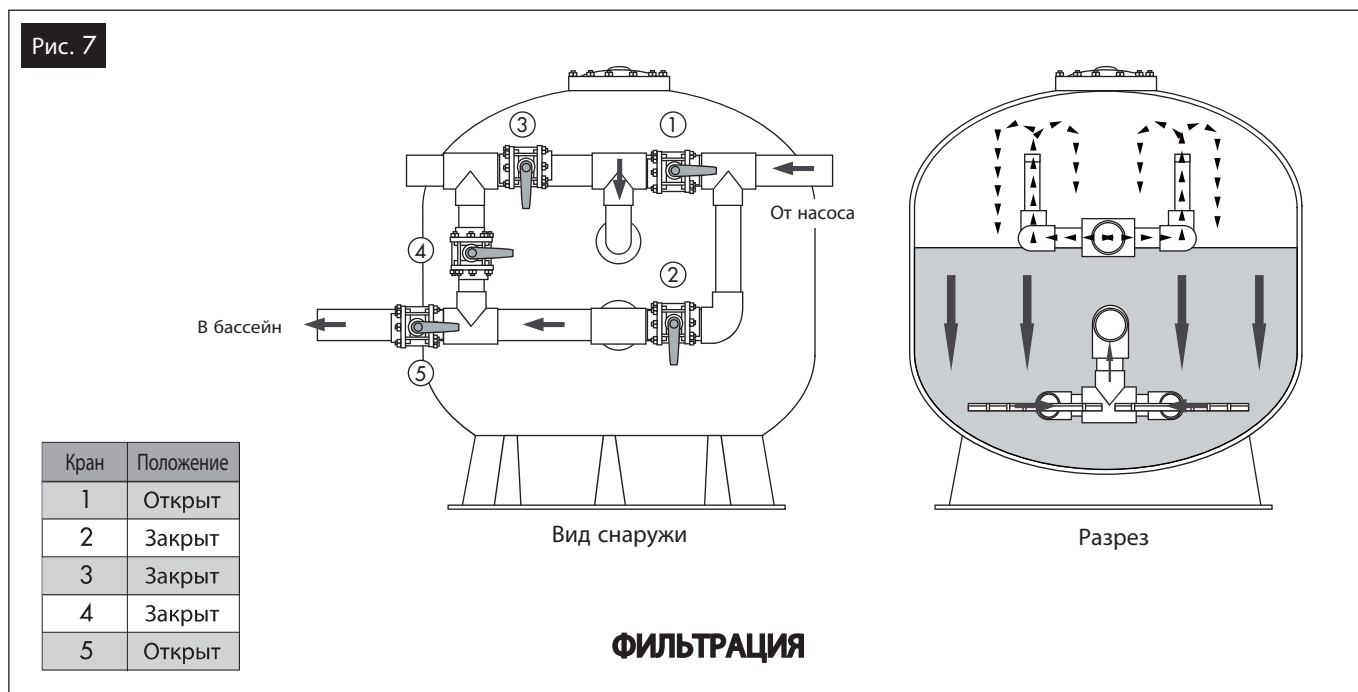 Рис. 7
3
1
От насоса
4
2
В бассейн
5
Кран Положение
1 Открыт
2 Закрыт
3 Закрыт
4 Закрыт
5 Открыт
Вид снаружи
Разрез
ФИЛЬТРАЦИЯ